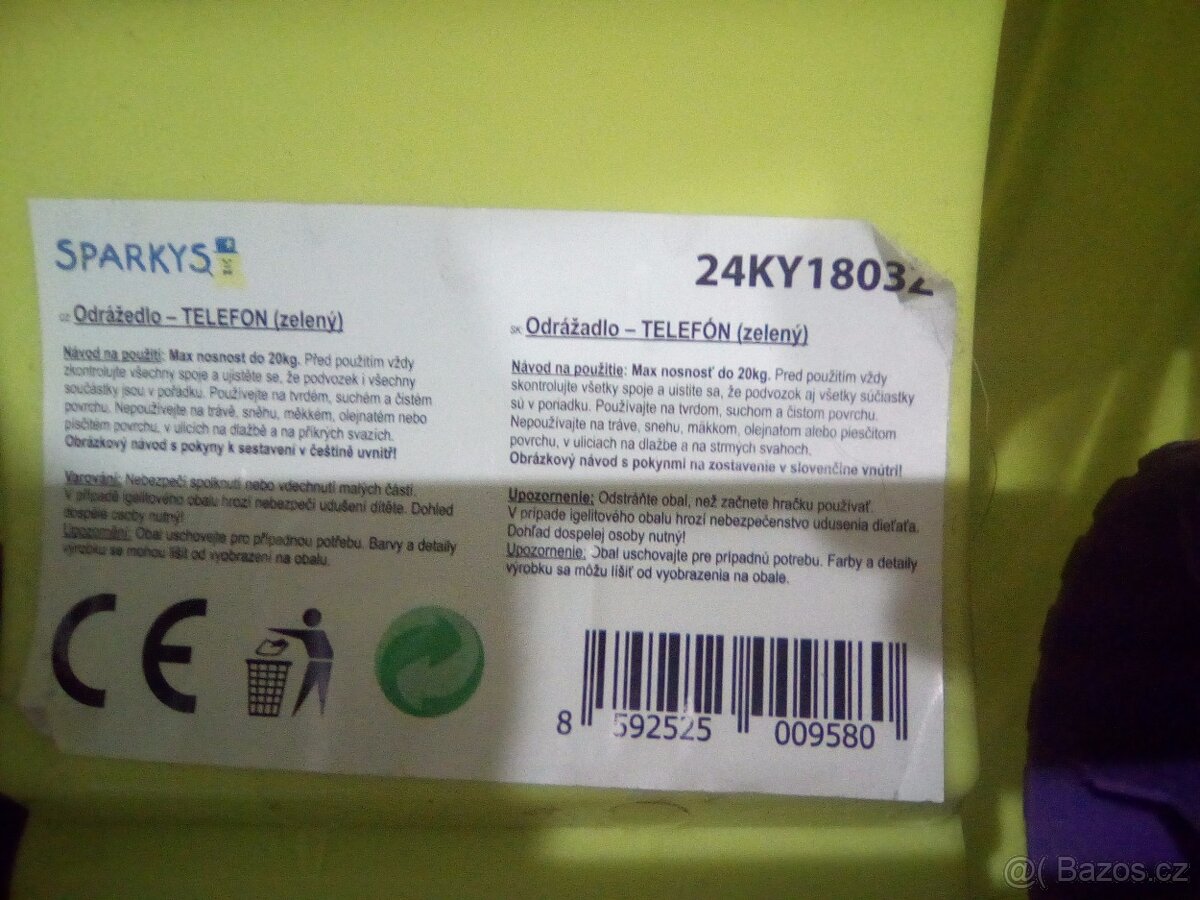 SPARKYS
24KY18032
CZ Odrážedlo – TELEFON (zelený)
Návod na použití: Max nosnost do 20kg. Před použitím vždy
zkontrolujte všechny spoje a ujistěte se, že podvozek i všechny
součástky jsou v pořádku. Používejte na tvrdém, suchém a čistém
povrchu. Nepoužívejte na trávě, sněhu, měkkém, olejnatém nebo
písčitém povrchu, v ulicích na dlažbě a na příkrých svazích.
Obrázkový návod s pokyny k sestavení v češtině uvnitř!
Varování: Nebezpečí spolknutí nebo vdechnutí malých částí.
V případě igelitového obalu hrozí nebezpečí udušení dítěte. Dohled
dospělé osoby nutný!
Upozornění: Obal uschovejte pro případnou potřebu. Barvy a detaily
výrobku se mohou lišit od vyobrazení na obalu.
SK Odrážadlo – TELEFÓN (zelený)
Návod na použitie: Max nosnosť do 20kg. Pred použitím vždy
skontrolujte všetky spoje a uistite sa, že podvozok aj všetky súčiastky
sú v poriadku. Používajte na tvrdom, suchom a čistom povrchu.
Nepoužívajte na tráve, snehu, mäkkom, olejnatom alebo piesčitom
povrchu, v uliciach na dlažbe a na strmých svahoch.
Obrázkový návod s pokynmi na zostavenie v slovenčine vnútri!
Upozornenie: Odstráňte obal, než začnete hračku používať.
V prípade igelitového obalu hrozí nebezpečenstvo udusenia dieťaťa.
Dohľad dospelej osoby nutný!
Upozornenie: Obal uschovajte pre prípadnú potrebu. Farby a detaily
výrobku sa môžu líšiť od vyobrazenia na obale.
CE
8 592525 009580
@( Bazos.cz